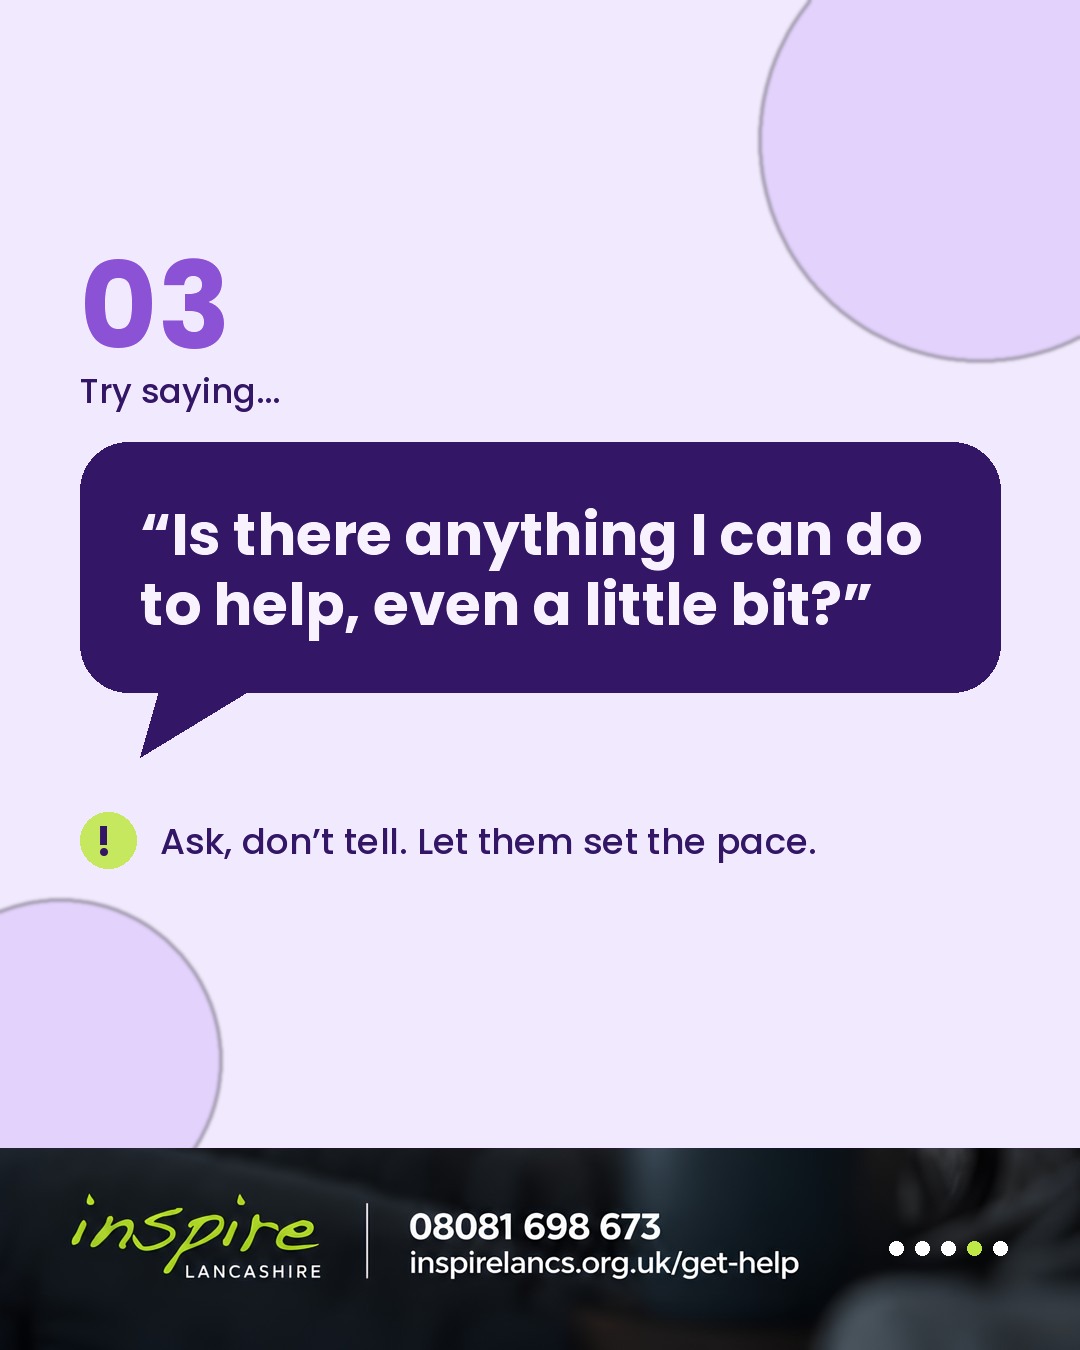 03
Try saying...
“Is there anything I can do
to help, even a little bit?”
! Ask, don’t tell. Let them set the pace.
inspire
LANCASHIRE
08081 698 673
inspirelancs.org.uk/get-help